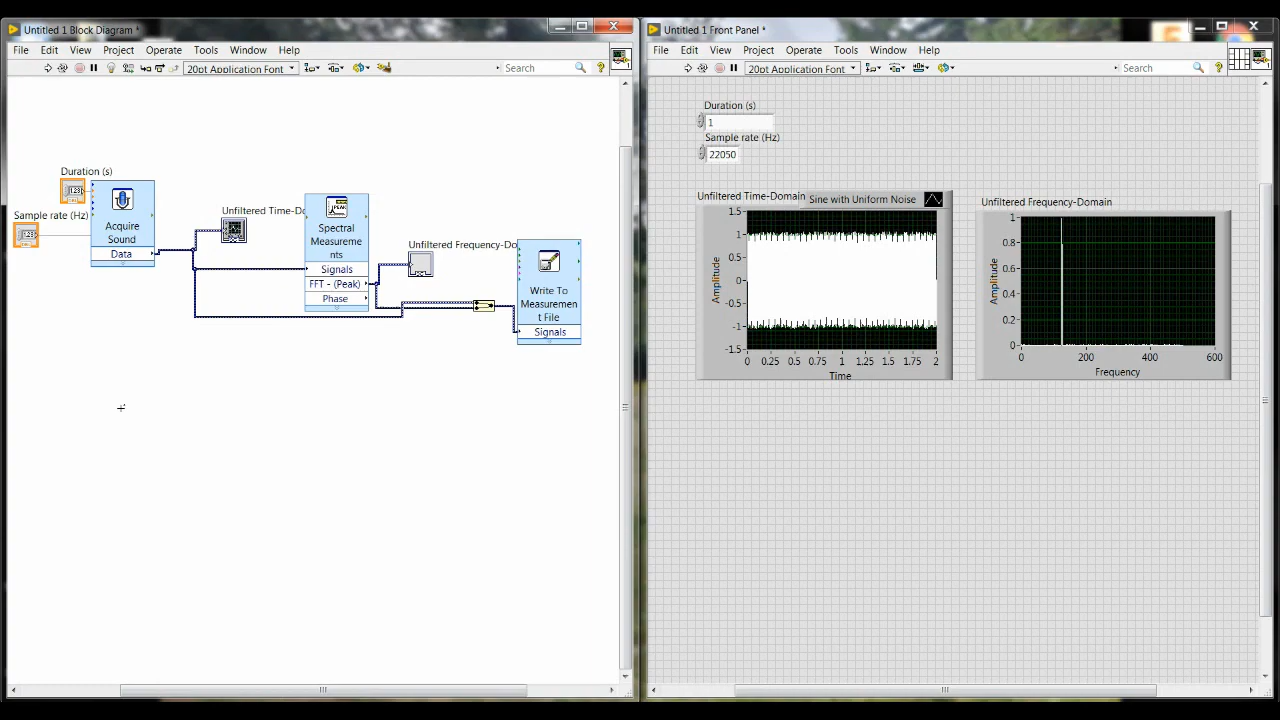 Untitled 1 Block Diagram *
File Edit View Project Operate Tools Window Help
20pt Application Font
Search
Duration (s)
Sample rate (Hz)
Acquire
Sound
Data
Unfiltered Time-Do
Spectral
Measureme
nts
Signals
FFT - (Peak)
Phase
Unfiltered Frequency-Do
Write To
Measuremen
t File
Signals
Untitled 1 Front Panel *
File Edit View Project Operate Tools Window Help
20pt Application Font
Search
Duration (s)
1
Sample rate (Hz)
22050
Unfiltered Time-Domain
Sine with Uniform Noise
Amplitude
1.5
1
0.5
0
-0.5
-1
-1.5
0 0.25 0.5 0.75 1 1.25 1.5 1.75 2
Time
Unfiltered Frequency-Domain
Amplitude
1
0.8
0.6
0.4
0.2
0
0 200 400 600
Frequency